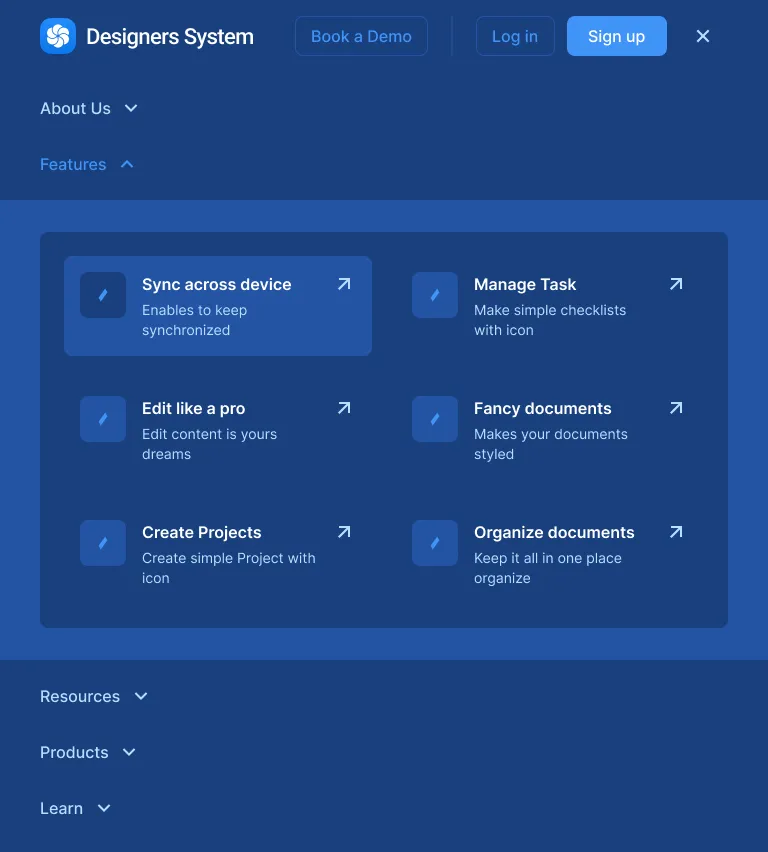 Designers System
Book a Demo
Log in
Sign up
About Us
Features
Sync across device
Enables to keep
synchronized
Manage Task
Make simple checklists
with icon
Edit like a pro
Edit content is yours
dreams
Fancy documents
Makes your documents
styled
Create Projects
Create simple Project with
icon
Organize documents
Keep it all in one place
organize
Resources
Products
Learn